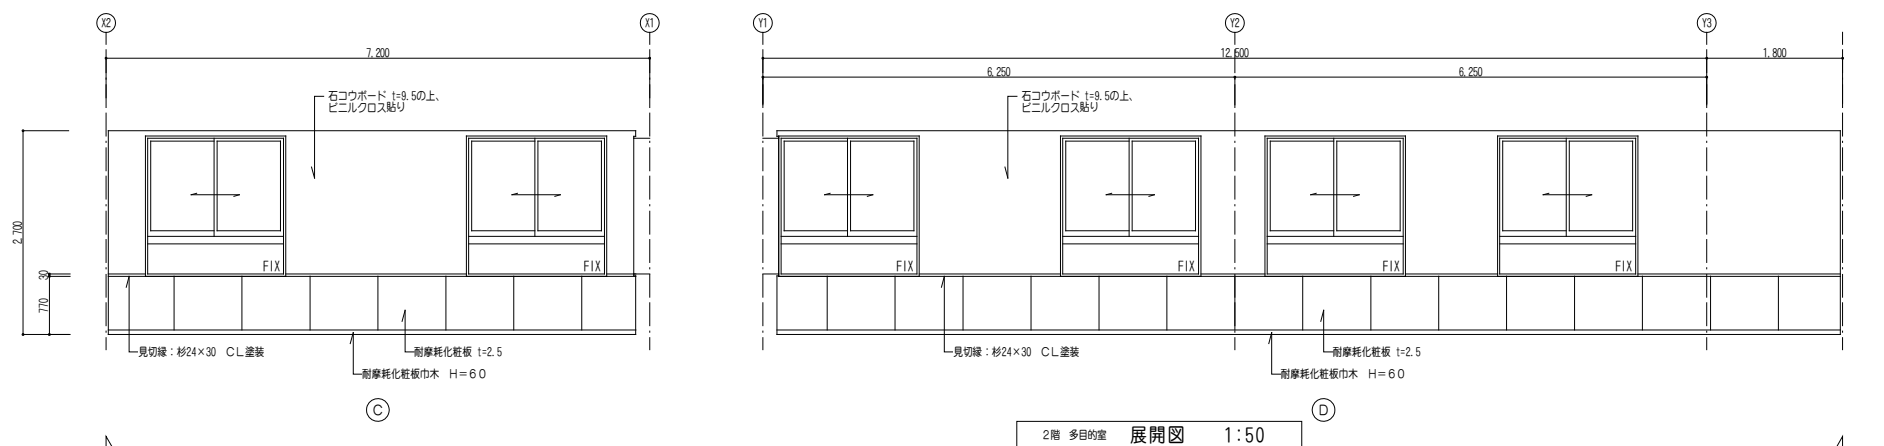 X2
X1
Y1
Y2
Y3
7,200
12,500
1,800
6,250
6,250
石コウボード t=9.5の上、
ビニルクロス貼り
石コウボード t=9.5の上、
ビニルクロス貼り
2,700
30
770
FIX
FIX
FIX
FIX
FIX
FIX
見切縁：杉24×30 CL塗装
耐摩耗化粧板 t=2.5
耐摩耗化粧板巾木 H=60
見切縁：杉24×30 CL塗装
耐摩耗化粧板 t=2.5
耐摩耗化粧板巾木 H=60
C
D
2階 多目的室 展開図 1:50